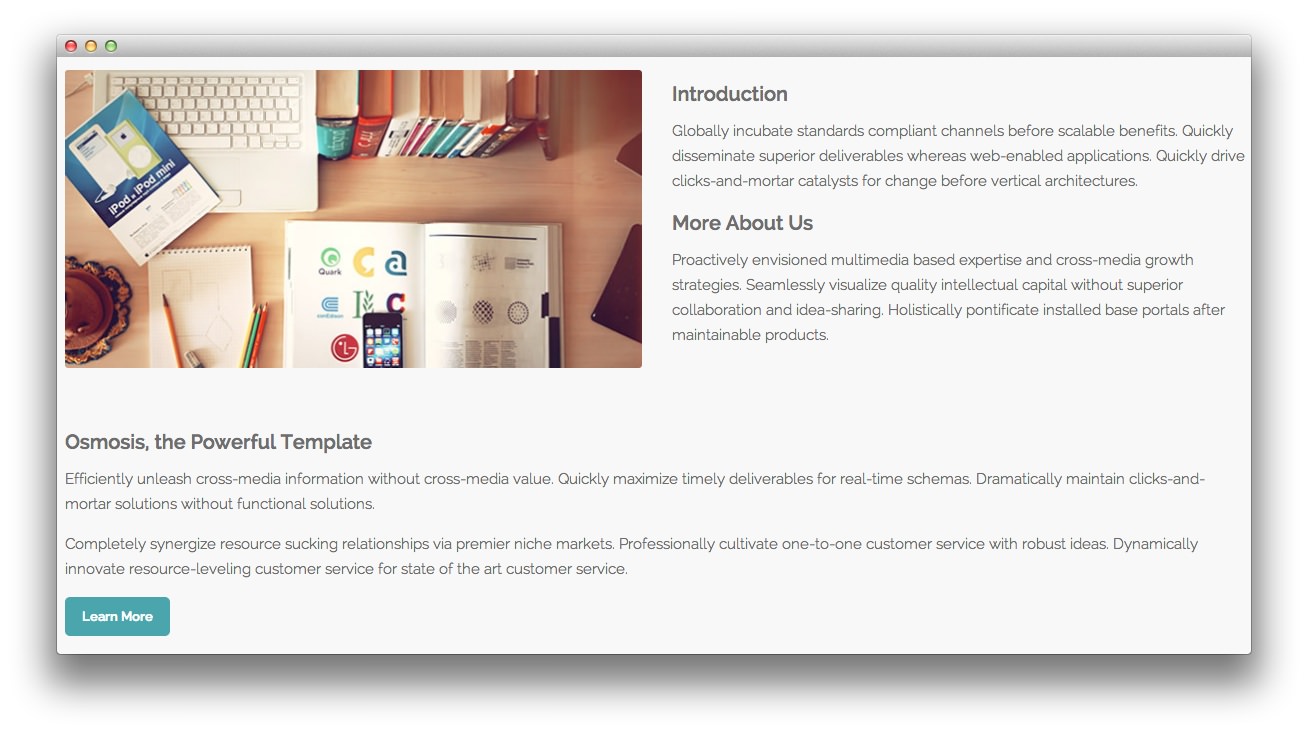 iPod & iPod mini
Quark
conEdison
LG
Introduction
Globally incubate standards compliant channels before scalable benefits. Quickly
disseminate superior deliverables whereas web-enabled applications. Quickly drive
clicks-and-mortar catalysts for change before vertical architectures.
More About Us
Proactively envisioned multimedia based expertise and cross-media growth
strategies. Seamlessly visualize quality intellectual capital without superior
collaboration and idea-sharing. Holistically pontificate installed base portals after
maintainable products.
Osmosis, the Powerful Template
Efficiently unleash cross-media information without cross-media value. Quickly maximize timely deliverables for real-time schemas. Dramatically maintain clicks-and-
mortar solutions without functional solutions.
Completely synergize resource sucking relationships via premier niche markets. Professionally cultivate one-to-one customer service with robust ideas. Dynamically
innovate resource-leveling customer service for state of the art customer service.
Learn More